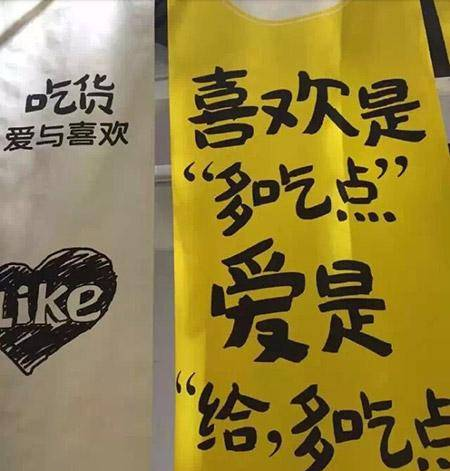 吃货
爱与喜欢
Like
喜欢是
“多吃点”
爱是
“给,多吃点